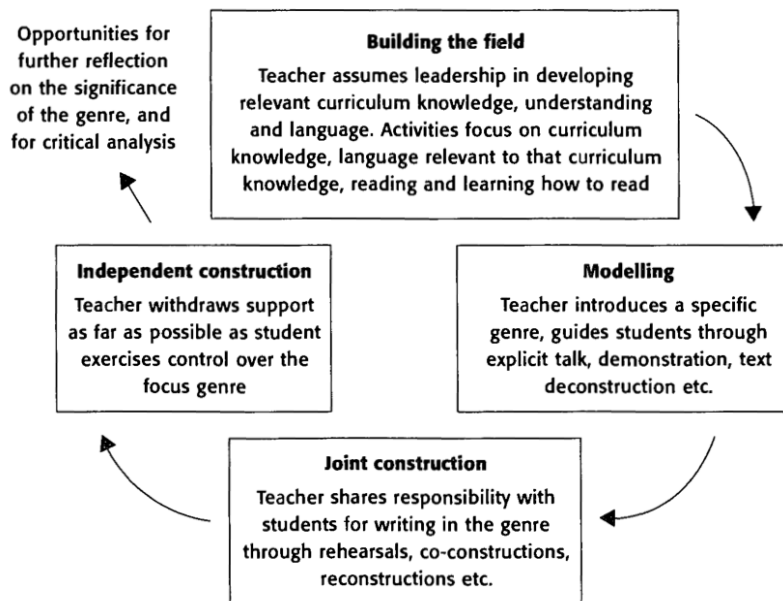 Opportunities for
further reflection
on the significance
of the genre, and
for critical analysis
Building the field
Teacher assumes leadership in developing
relevant curriculum knowledge, understanding
and language. Activities focus on curriculum
knowledge, language relevant to that curriculum
knowledge, reading and learning how to read
Modelling
Teacher introduces a specific
genre, guides students through
explicit talk, demonstration, text
deconstruction etc.
Joint construction
Teacher shares responsibility with
students for writing in the genre
through rehearsals, co-constructions,
reconstructions etc.
Independent construction
Teacher withdraws support
as far as possible as student
exercises control over the
focus genre